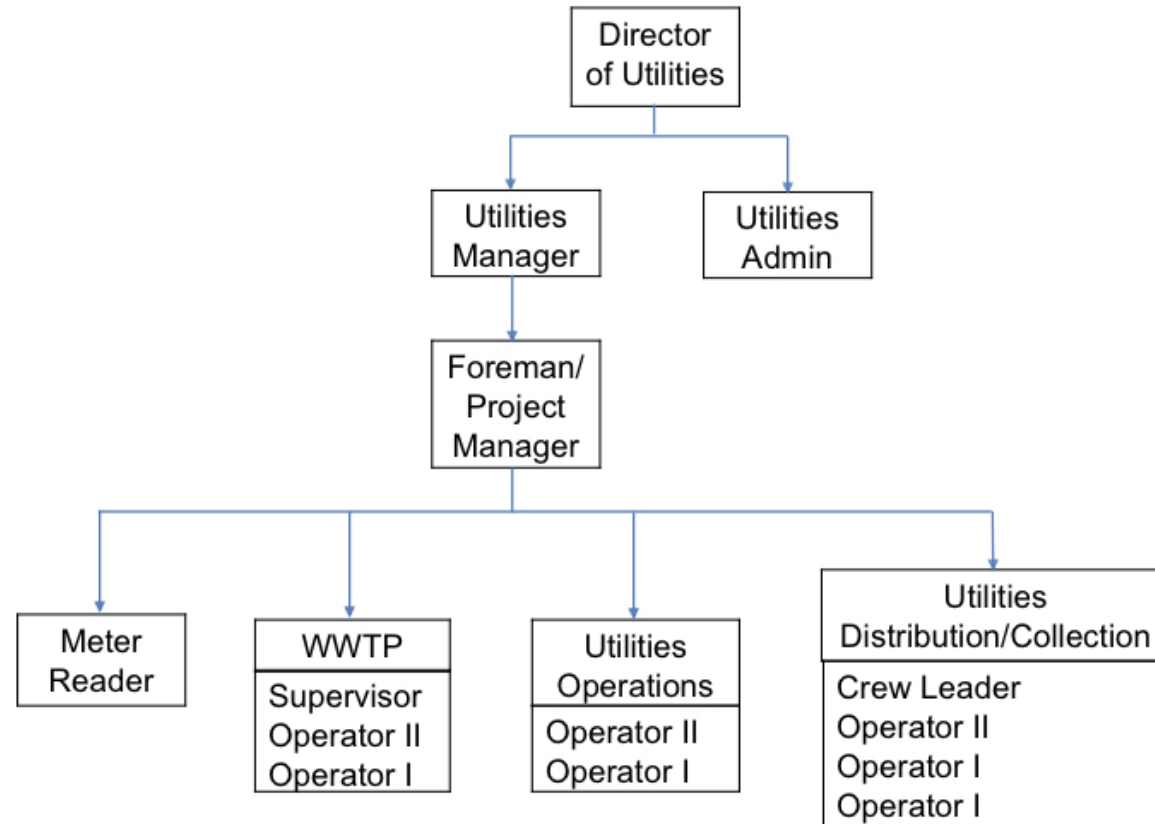 Director
of Utilities
Utilities
Manager
Utilities
Admin
Foreman/
Project
Manager
Meter
Reader
WWTP
Supervisor
Operator II
Operator I
Utilities
Operations
Operator II
Operator I
Utilities
Distribution/Collection
Crew Leader
Operator II
Operator I
Operator I